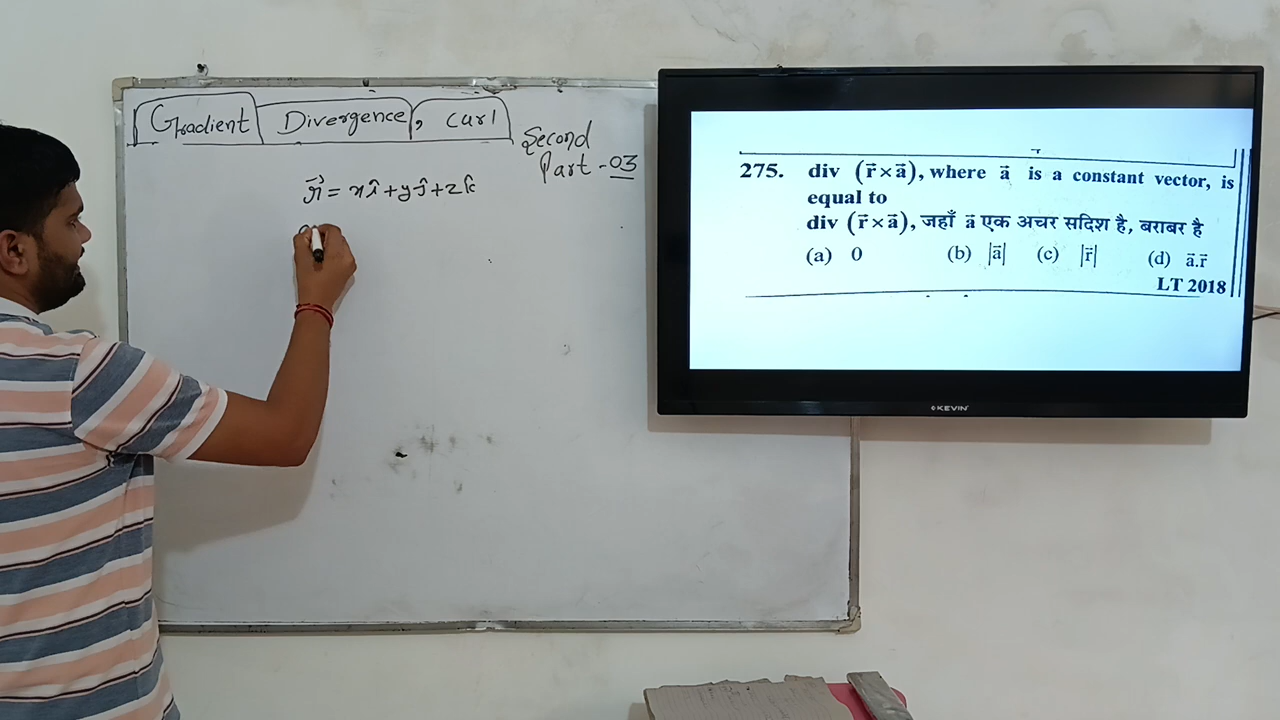 Gradient Divergence, curl
Second
Part - 03
r⃗ = xî + yĵ + zk̂
a
275. div (r⃗×a⃗), where a⃗ is a constant vector, is
equal to
div (r⃗×a⃗), जहाँ a⃗ एक अचर सदिश है, बराबर है
(a) 0 (b) |a⃗| (c) |r⃗| (d) a⃗.r⃗
LT 2018
KEVIN